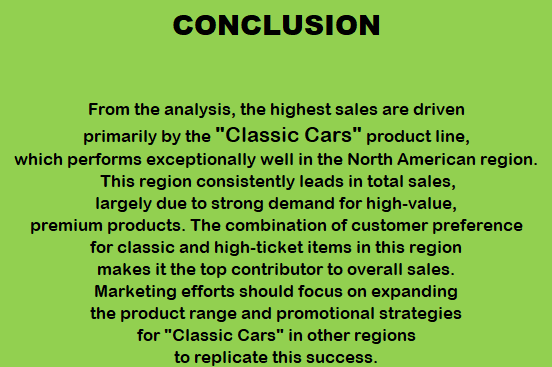 CONCLUSION
From the analysis, the highest sales are driven
primarily by the "Classic Cars" product line,
which performs exceptionally well in the North American region.
This region consistently leads in total sales,
largely due to strong demand for high-value,
premium products. The combination of customer preference
for classic and high-ticket items in this region
makes it the top contributor to overall sales.
Marketing efforts should focus on expanding
the product range and promotional strategies
for "Classic Cars" in other regions
to replicate this success.